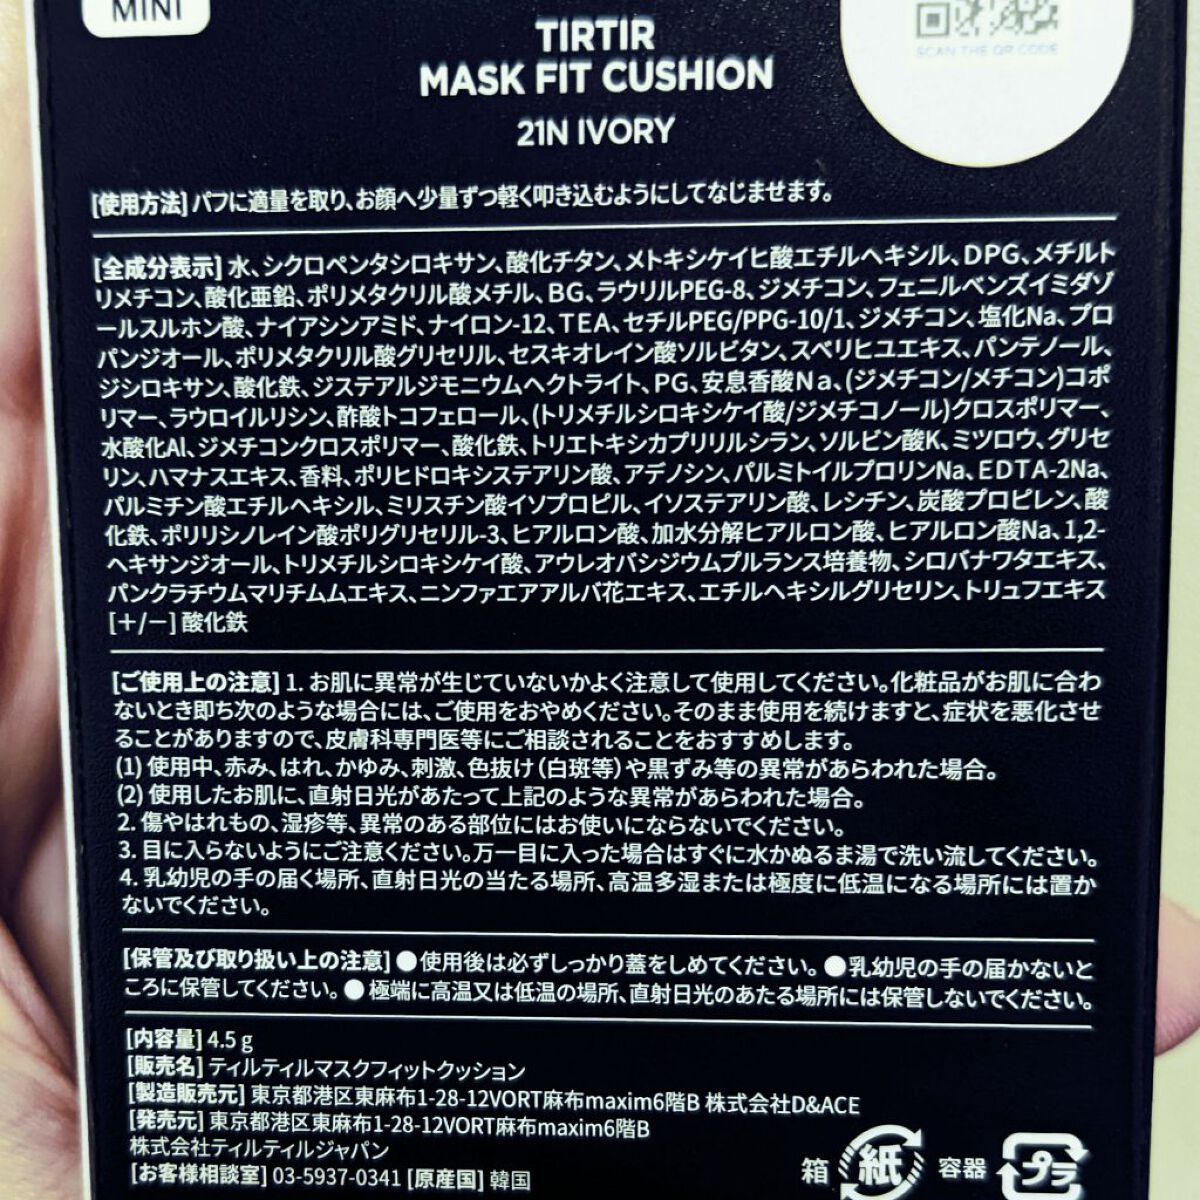 MINI
SCAN THE QR CODE
TIRTIR
MASK FIT CUSHION
21N IVORY
[使用方法] パフに適量を取り、お顔へ少量ずつ軽く叩き込むようにしてなじませます。
[全成分表示] 水、シクロペンタシロキサン、酸化チタン、メトキシケイヒ酸エチルヘキシル、DPG、メチルト
リメチコン、酸化亜鉛、ポリメタクリル酸メチル、BG、ラウリルPEG-8、ジメチコン、フェニルベンズイミダゾ
ールスルホン酸、ナイアシンアミド、ナイロン-12、TEA、セチルPEG/PPG-10/1、ジメチコン、塩化Na、プロ
パンジオール、ポリメタクリル酸グリセリル、セスキオレイン酸ソルビタン、スベリヒユエキス、パンテノール、
ジシロキサン、酸化鉄、ジステアルジモニウムヘクトライト、PG、安息香酸Na、(ジメチコン/メチコン)コポ
リマー、ラウロイルリシン、酢酸トコフェロール、(トリメチルシロキシケイ酸/ジメチコノール)クロスポリマー、
水酸化Al、ジメチコンクロスポリマー、酸化鉄、トリエトキシカプリリルシラン、ソルビン酸K、ミツロウ、グリセ
リン、ハマナスエキス、香料、ポリヒドロキシステアリン酸、アデノシン、パルミトイルプロリンNa、EDTA-2Na、
パルミチン酸エチルヘキシル、ミリスチン酸イソプロピル、イソステアリン酸、レシチン、炭酸プロピレン、酸
化鉄、ポリリシノレイン酸ポリグリセリル-3、ヒアルロン酸、加水分解ヒアルロン酸、ヒアルロン酸Na、1,2-
ヘキサンジオール、トリメチルシロキシケイ酸、アウレオバシジウムプルランス培養物、シロバナワタエキス、
パンクラチウムマリチムムエキス、ニンファエアアルバ花エキス、エチルヘキシルグリセリン、トリュフエキス
[+/−] 酸化鉄
[ご使用上の注意] 1. お肌に異常が生じていないかよく注意して使用してください。化粧品がお肌に合わ
ないとき即ち次のような場合には、ご使用をおやめください。そのまま使用を続けますと、症状を悪化させ
ることがありますので、皮膚科専門医等にご相談されることをおすすめします。
(1) 使用中、赤み、はれ、かゆみ、刺激、色抜け（白斑等）や黒ずみ等の異常があらわれた場合。
(2) 使用したお肌に、直射日光があたって上記のような異常があらわれた場合。
2. 傷やはれもの、湿疹等、異常のある部位にはお使いにならないでください。
3. 目に入らないようにご注意ください。万一目に入った場合はすぐに水かぬるま湯で洗い流してください。
4. 乳幼児の手の届く場所、直射日光の当たる場所、高温多湿または極度に低温になる場所には置か
ないでください。
[保管及び取り扱い上の注意] ●使用後は必ずしっかり蓋をしめてください。●乳幼児の手の届かないと
ころに保管してください。● 極端に高温又は低温の場所、直射日光のあたる場所には保管しないでください。
[内容量] 4.5 g
[販売名] ティルティルマスクフィットクッション
[製造販売元] 東京都港区東麻布1-28-12VORT麻布maxim6階B 株式会社D&ACE
[発売元] 東京都港区東麻布1-28-12VORT麻布maxim6階B
株式会社ティルティルジャパン
[お客様相談室] 03-5937-0341 [原産国] 韓国
箱 紙 容器 プラ